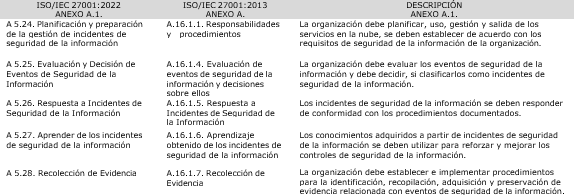 ISO/IEC 27001:2022
ANEXO A.1.
ISO/IEC 27001:2013
ANEXO A.
DESCRIPCIÓN
ANEXO A.1.
A 5.24. Planificación y preparación
de la gestión de incidentes de
seguridad de la información
A.16.1.1. Responsabilidades
y procedimientos
La organización debe planificar, uso, gestión y salida de los
servicios en la nube, se deben establecer de acuerdo con los
requisitos de seguridad de la información de la organización.
A 5.25. Evaluación y Decisión de
Eventos de Seguridad de la
Información
A.16.1.4. Evaluación de
eventos de seguridad de la
información y decisiones
sobre ellos
La organización debe evaluar los eventos de seguridad de la
información y debe decidir, si clasificarlos como incidentes de
seguridad de la información.
A 5.26. Respuesta a Incidentes de
Seguridad de la Información
A.16.1.5. Respuesta a
Incidentes de Seguridad de
la Información
Los incidentes de seguridad de la información se deben responder
de conformidad con los procedimientos documentados.
A 5.27. Aprender de los incidentes
de seguridad de la información
A.16.1.6. Aprendizaje
obtenido de los incidentes de
seguridad de la información
Los conocimientos adquiridos a partir de incidentes de seguridad
de la información se deben utilizar para reforzar y mejorar los
controles de seguridad de la información.
A 5.28. Recolección de Evidencia
A.16.1.7. Recolección de
Evidencia
La organización debe establecer e implementar procedimientos
para la identificación, recopilación, adquisición y preservación de
evidencia relacionada con eventos de seguridad de la información.